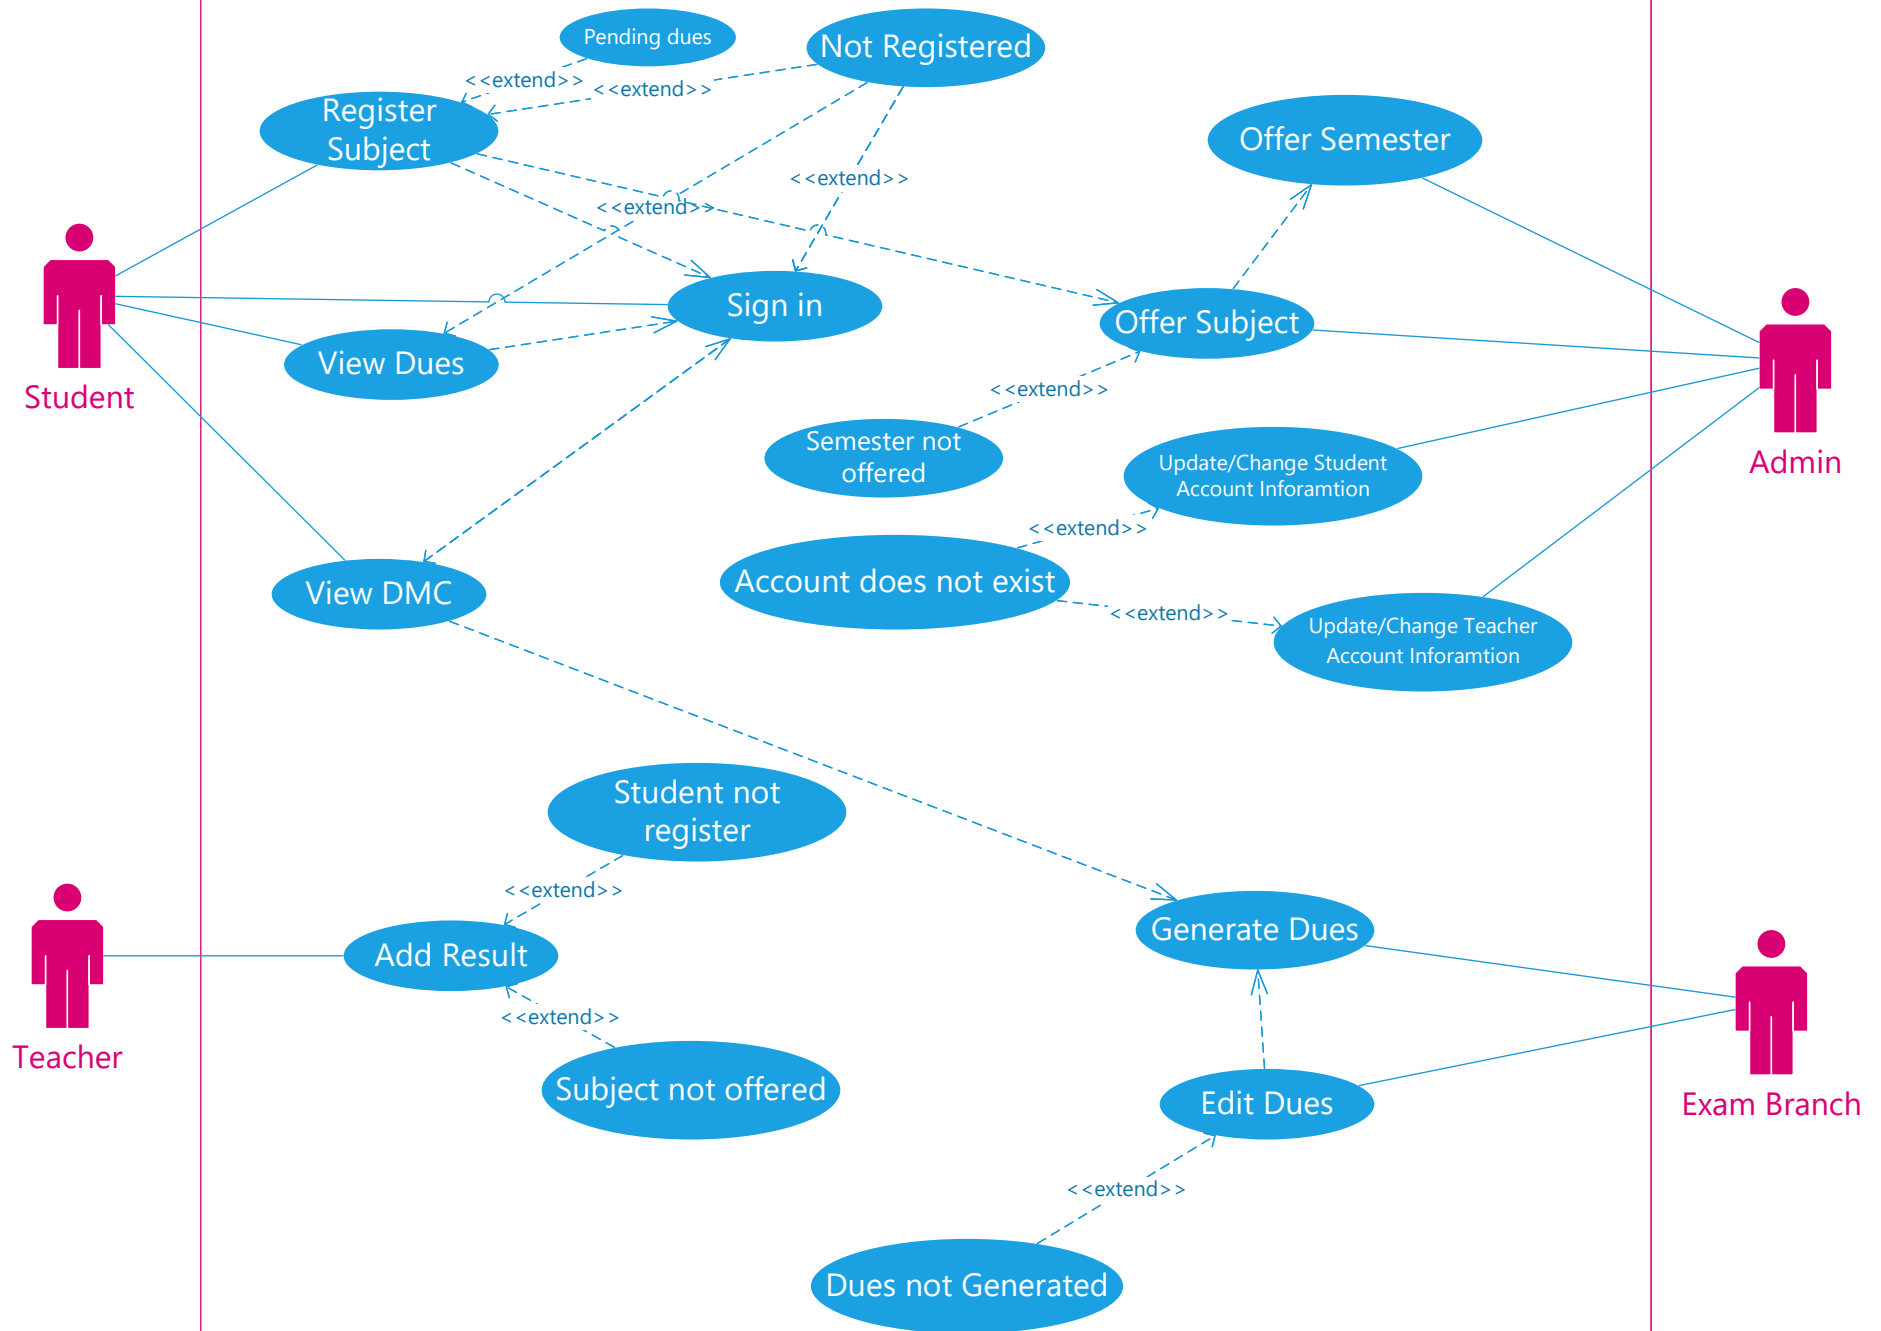 Pending dues
Not Registered
<<extend>>
<<extend>>
Register
Subject
Offer Semester
<<extend>>
<<extend>>
Sign in
Offer Subject
View Dues
Student
<<extend>>
Semester not
offered
Update/Change Student
Account Inforamtion
Admin
<<extend>>
Account does not exist
View DMC
<<extend>>
Update/Change Teacher
Account Inforamtion
Student not
register
<<extend>>
Add Result
Generate Dues
<<extend>>
Teacher
Subject not offered
Edit Dues
Exam Branch
<<extend>>
Dues not Generated